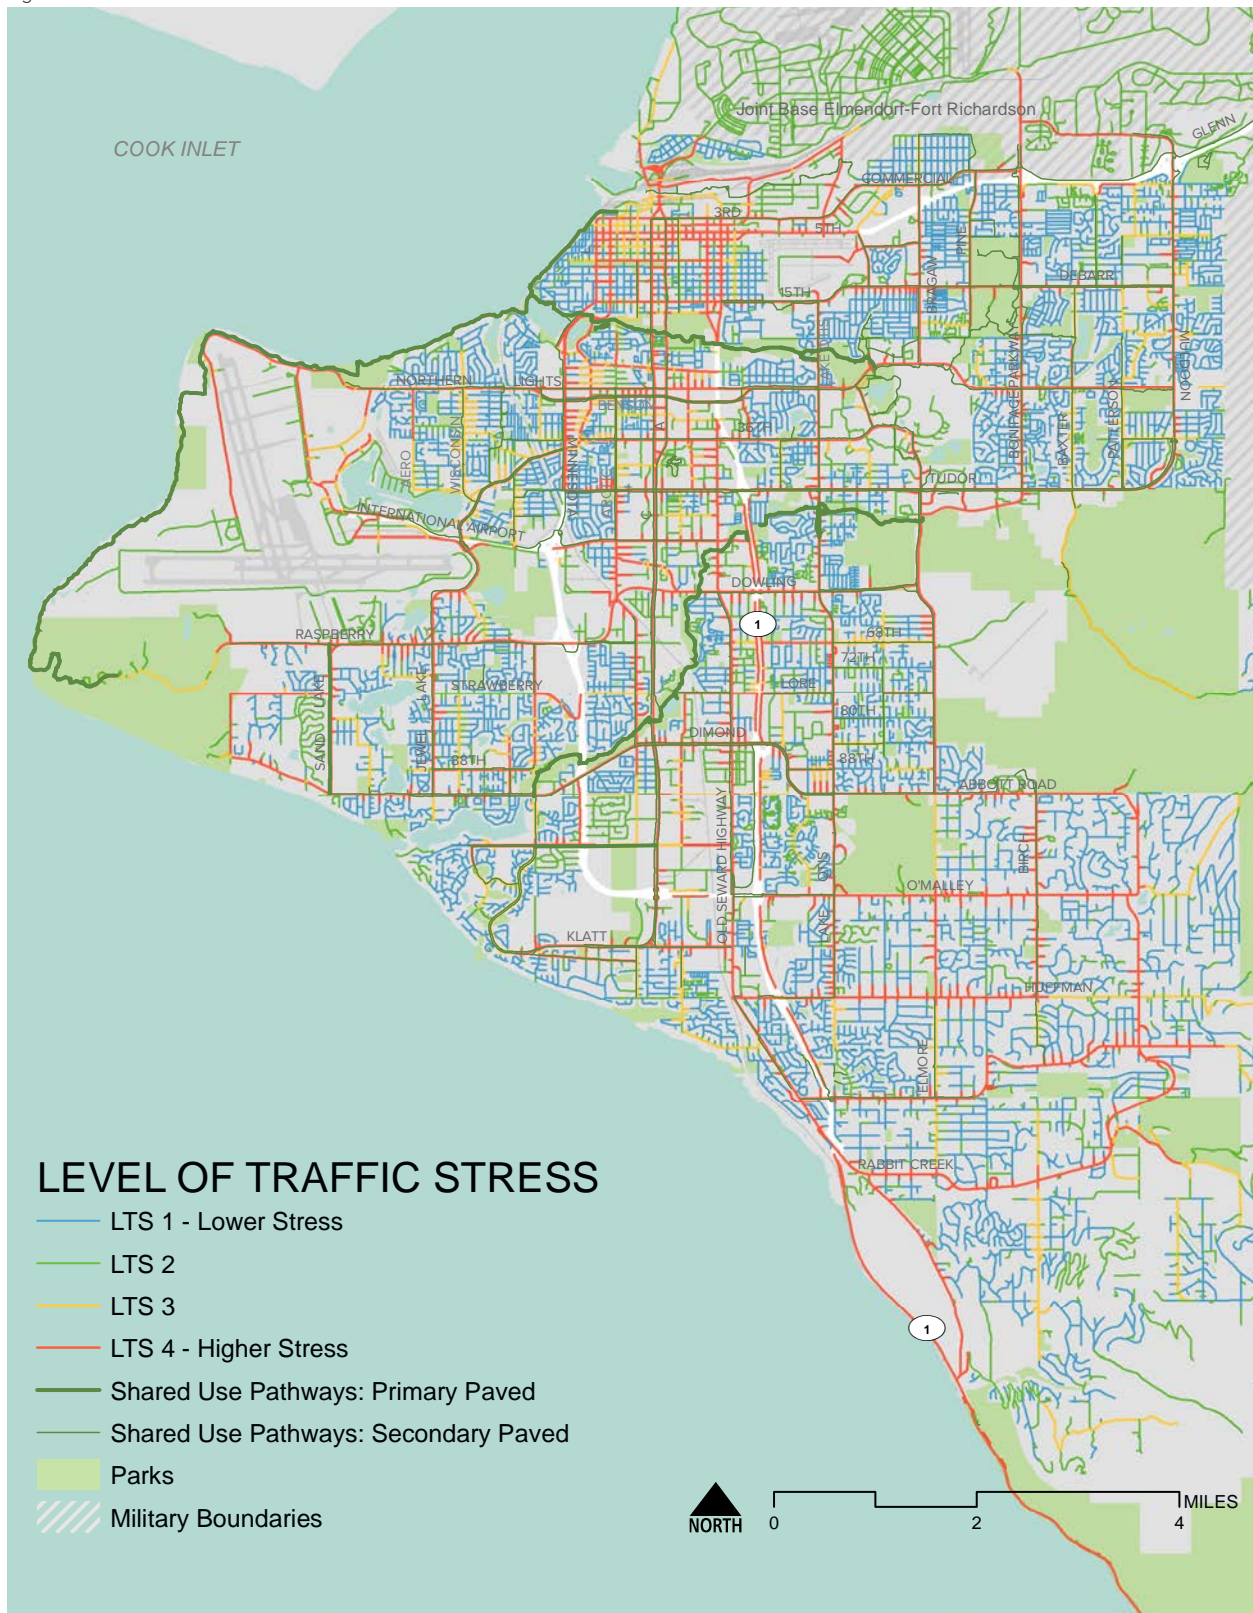 Joint Base Elmendorf-Fort Richardson
GLENN
COOK INLET
COMMERCIAL
3RD
5TH
PINE
BRAGAW
DEBARR
15TH
LAKE OTIS
BONIFACE PARKWAY
MULDOON
NORTHERN
LIGHTS
BENSON
A
36TH
AERO
WISCONSIN
MINNESOTA
ARCTIC
BAXTER
PATTERSON
TUDOR
INTERNATIONAL AIRPORT
C
DOWLING
1
RASPBERRY
68TH
72TH
SAND LAKE
JEWEL LAKE
STRAWBERRY
LORE
80TH
DIMOND
88TH
88TH
ABBOTT ROAD
OLD SEWARD HIGHWAY
BIRCH
LAKE OTIS
O'MALLEY
KLATT
HUFFMAN
ELMORE
RABBIT CREEK
1
LEVEL OF TRAFFIC STRESS
LTS 1 - Lower Stress
LTS 2
LTS 3
LTS 4 - Higher Stress
Shared Use Pathways: Primary Paved
Shared Use Pathways: Secondary Paved
Parks
Military Boundaries
NORTH
0 2 4 MILES